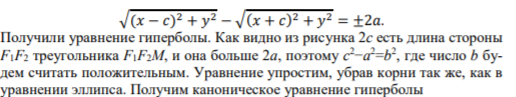 √(x − c)² + y² − √(x + c)² + y² = ±2a.
Получили уравнение гиперболы. Как видно из рисунка 2c есть длина стороны
F₁F₂ треугольника F₁F₂M, и она больше 2a, поэтому c²−a²=b², где число b бу-
дем считать положительным. Уравнение упростим, убрав корни так же, как в
уравнении эллипса. Получим каноническое уравнение гиперболы